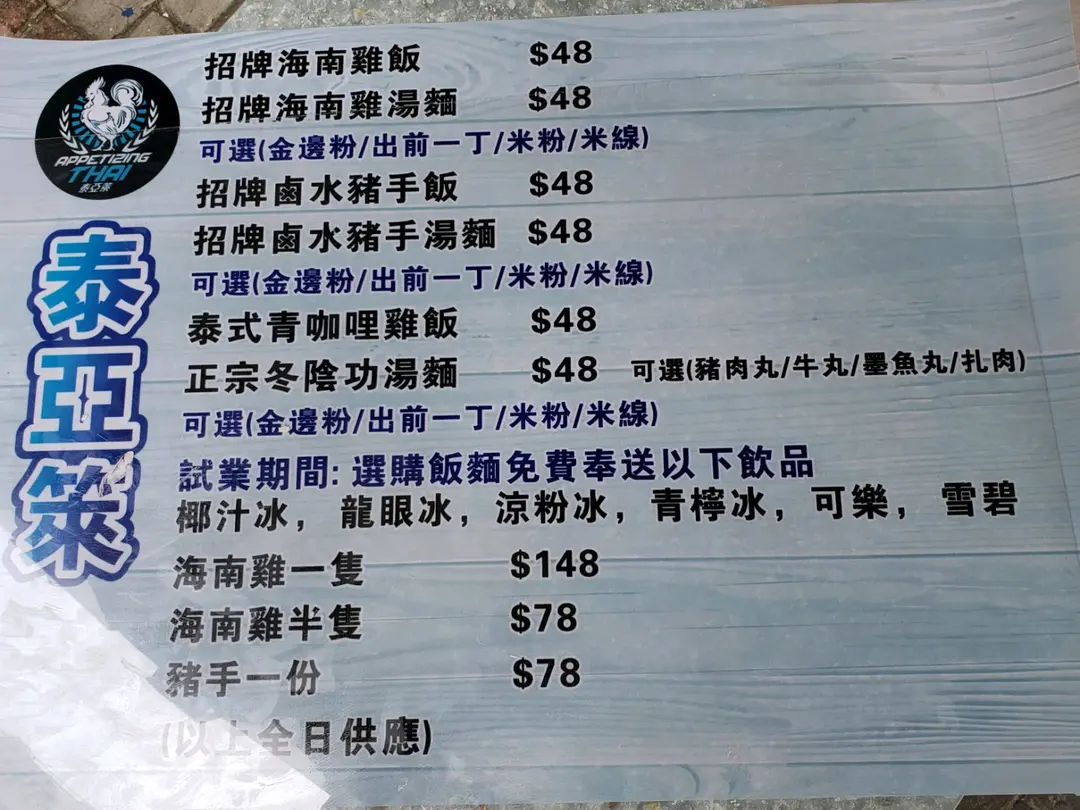 招牌海南雞飯 $48
招牌海南雞湯麵 $48
可選(金邊粉/出前一丁/米粉/米線)
招牌鹵水豬手飯 $48
招牌鹵水豬手湯麵 $48
可選(金邊粉/出前一丁/米粉/米線)
泰式青咖哩雞飯 $48
正宗冬陰功湯麵 $48 可選(豬肉丸/牛丸/墨魚丸/扎肉)
可選(金邊粉/出前一丁/米粉/米線)
試業期間: 選購飯麵免費奉送以下飲品
椰汁冰, 龍眼冰, 涼粉冰, 青檸冰, 可樂, 雪碧
海南雞一隻 $148
海南雞半隻 $78
豬手一份 $78
(以上全日供應)
APPETIZING
THAI
泰亞萊
泰亞萊